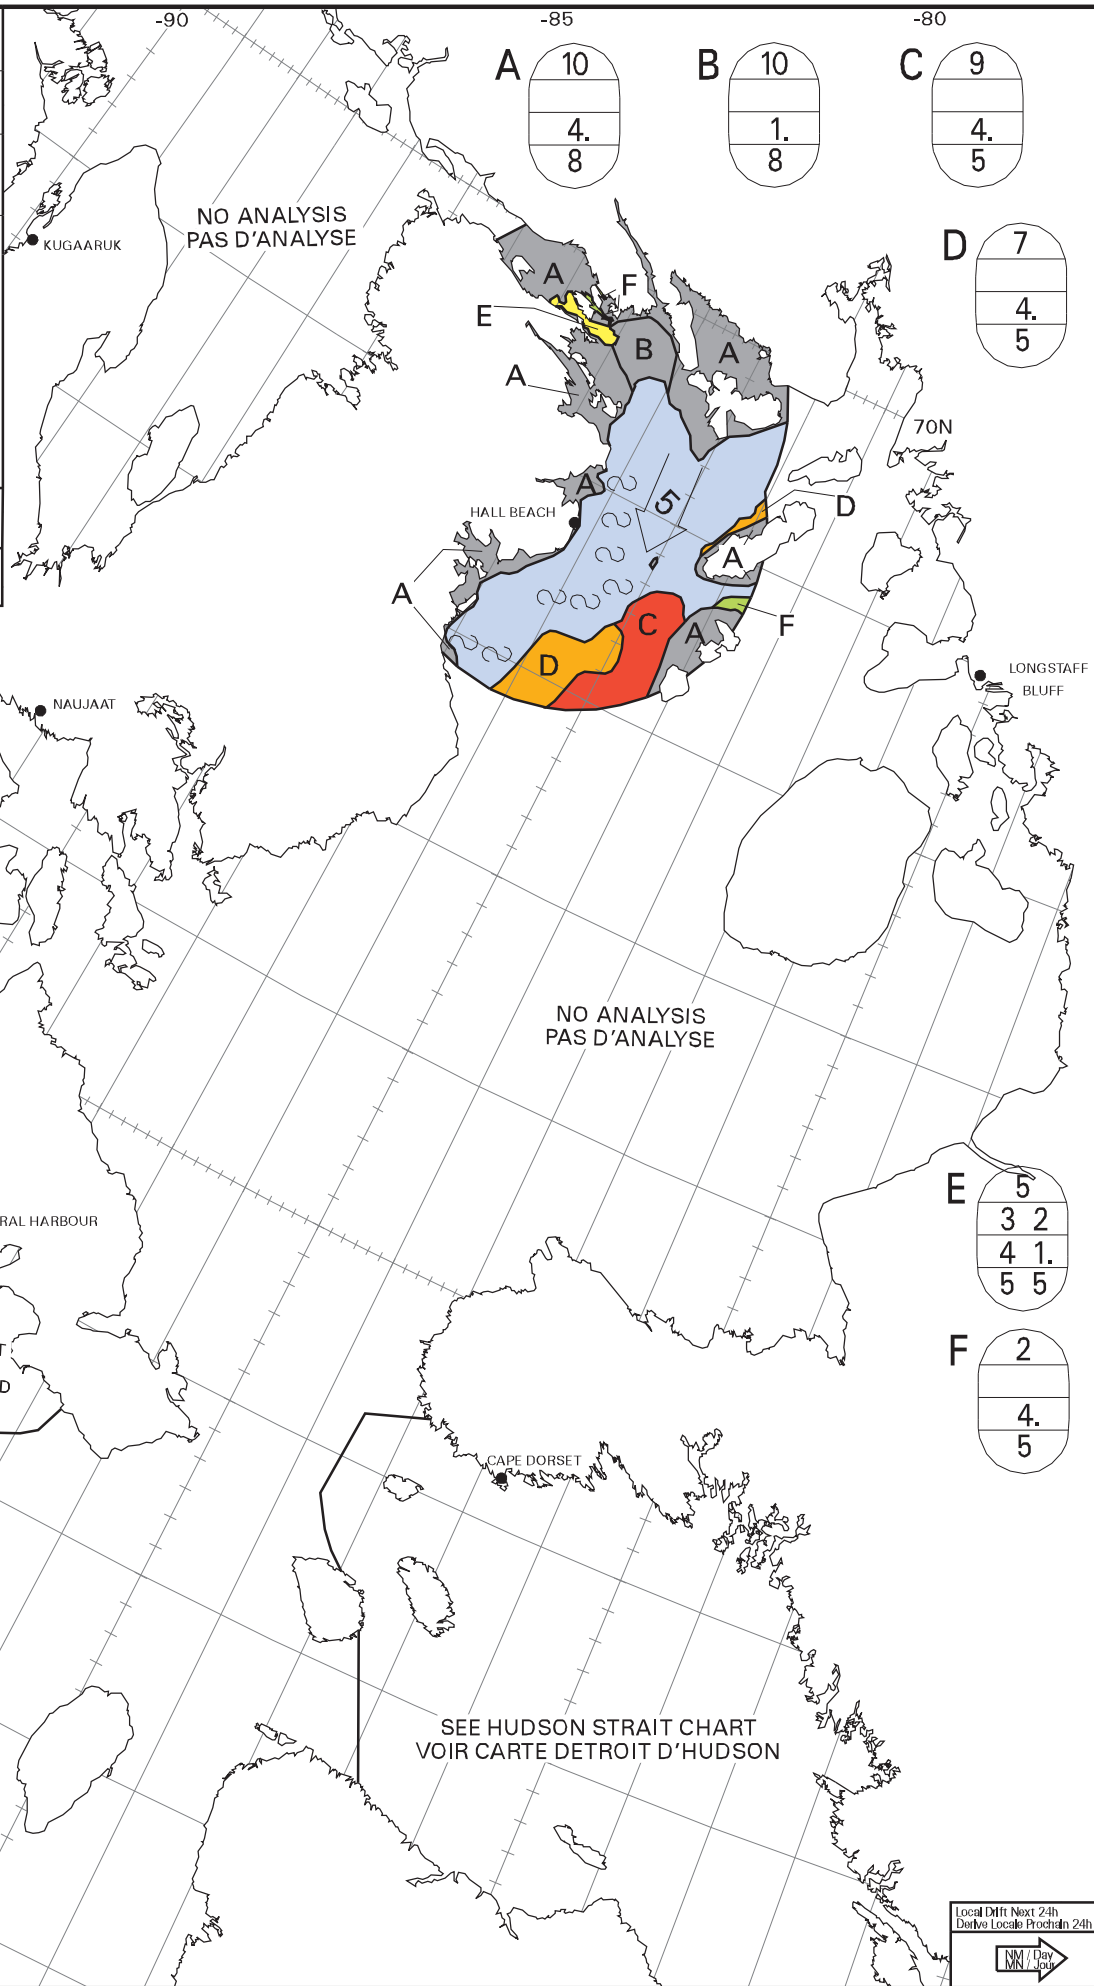 -90
-85
-80
A
10
4.
8
B
10
1.
8
C
9
4.
5
D
7
4.
5
NO ANALYSIS
PAS D'ANALYSE
KUGAARUK
A
F
E
B
A
A
70N
A
5
HALL BEACH
D
A
A
C
A
F
D
LONGSTAFF
BLUFF
NAUJAAT
NO ANALYSIS
PAS D'ANALYSE
E
5
3 2
4 1.
5 5
RAL HARBOUR
F
2
4.
5
T
D
CAPE DORSET
SEE HUDSON STRAIT CHART
VOIR CARTE DETROIT D'HUDSON
Local Drift Next 24h
Derive Locale Prochain 24h
NM / Day
MN / Jour